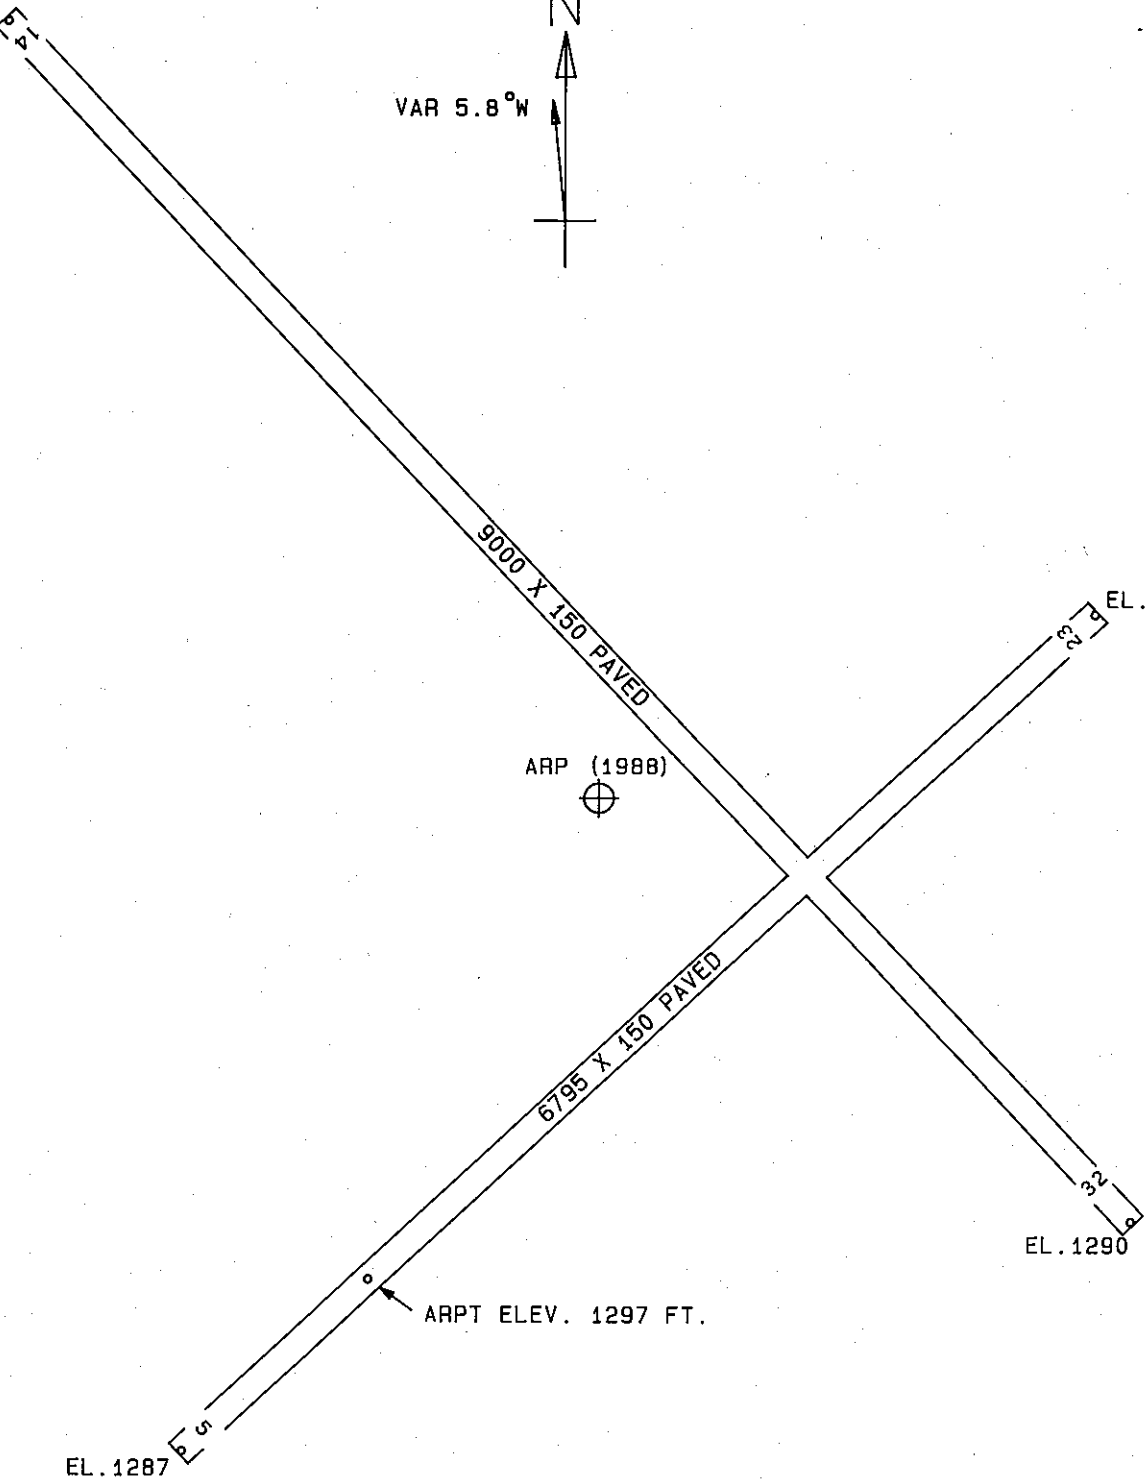 N
14
VAR 5.8°W
9000 X 150 PAVED
EL.
23
ARP (1988)
6795 X 150 PAVED
32
EL.1290
ARPT ELEV. 1297 FT.
5
EL.1287